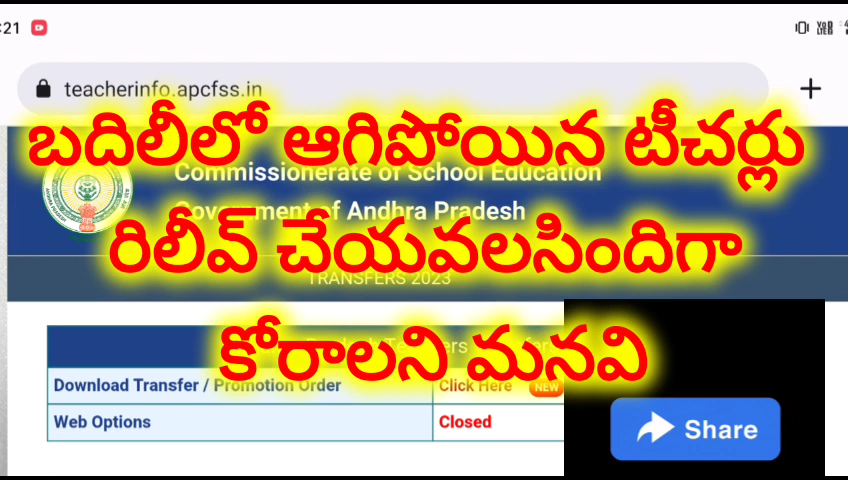 :21
teacherinfo.apcfss.in
బదిలీలో ఆగిపోయిన టీచర్లు
Commissionerate of School Education
Government of Andhra Pradesh
రిలీవ్ చేయవలసిందిగా
TRANSFERS 2023
కోరాలని మనవి
Download Transfer / Promotion Order
Click Here NEW
Web Options
Closed
Share